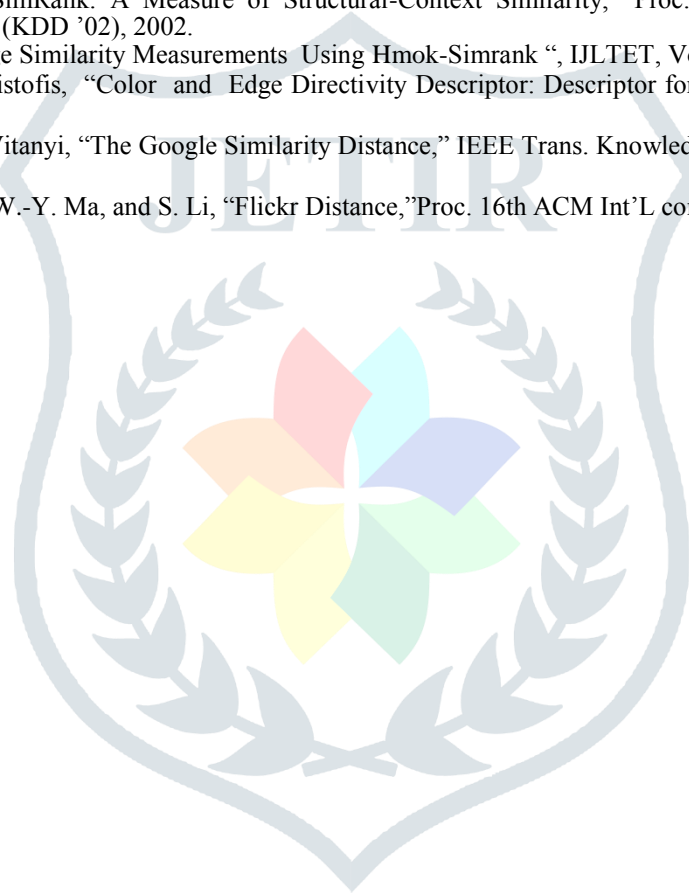 SimRank: A Measure of Structural-Context Similarity,” Proc.
(KDD ’02), 2002.
ge Similarity Measurements Using Hmok-Simrank “, IJLTET, Vo
istofis, “Color and Edge Directivity Descriptor: Descriptor for
Vitanyi, “The Google Similarity Distance,” IEEE Trans. Knowled
JETIR
W.-Y. Ma, and S. Li, “Flickr Distance,”Proc. 16th ACM Int’L con